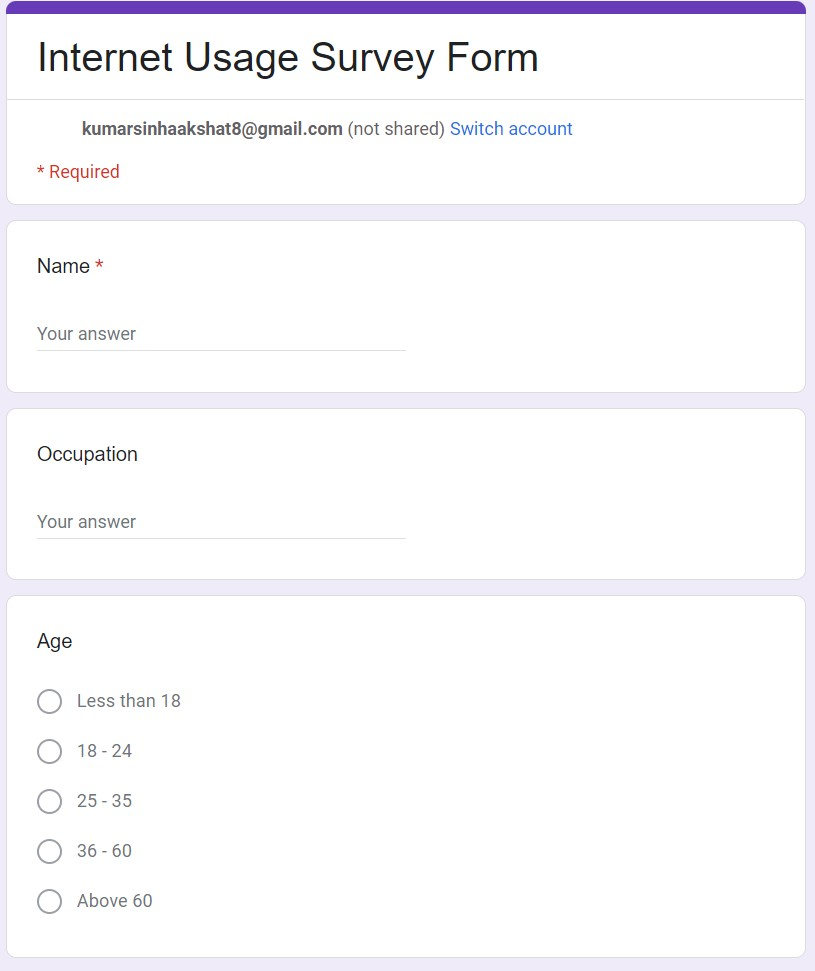 Internet Usage Survey Form
kumarsinhaakshat8@gmail.com (not shared) Switch account
* Required
Name *
Your answer
Occupation
Your answer
Age
Less than 18
18 - 24
25 - 35
36 - 60
Above 60